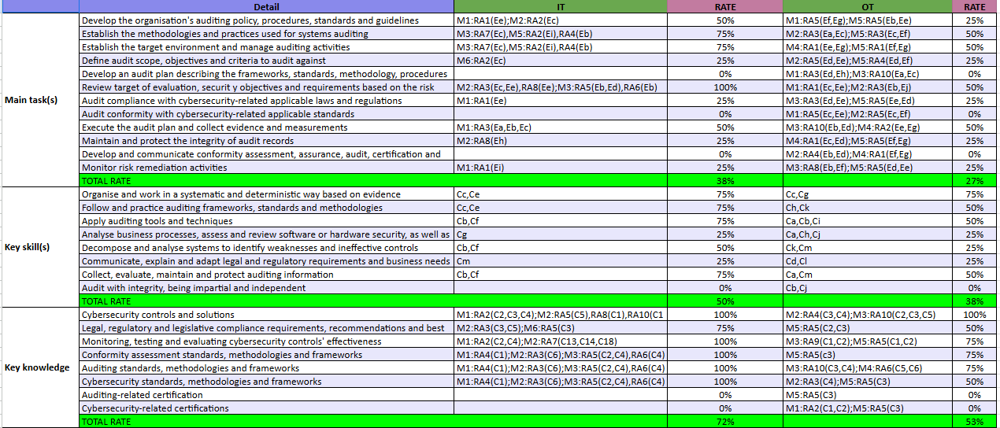 Detail IT RATE OT RATE
Develop the organisation's auditing policy, procedures, standards and guidelines M1:RA1(Ee);M2:RA2(Ec) 50% M1:RA5(Ef,Eg);M5:RA5(Eb,Ee) 25%
Establish the methodologies and practices used for systems auditing M3:RA7(Ec),M5:RA2(Ei),RA4(Eb) 75% M2:RA3(Ea,Ec);M5:RA3(Ec,Ef) 50%
Establish the target environment and manage auditing activities M3:RA7(Ec),M5:RA2(Ei),RA4(Eb) 75% M4:RA1(Ee,Eg);M5:RA1(Ef,Eg) 50%
Define audit scope, objectives and criteria to audit against M6:RA2(Ec) 25% M2:RA5(Ed,Ee);M5:RA4(Ed,Ef) 25%
Develop an audit plan describing the frameworks, standards, methodology, procedures 0% M1:RA3(Ed,Eh);M3:RA10(Ea,Ec) 0%
Main task(s) Review target of evaluation, securit y objectives and requirements based on the risk M2:RA3(Ec,Ee),RA8(Ee);M3:RA5(Eb,Ed),RA6(Eb) 100% M1:RA1(Ec,Ee);M2:RA3(Eb,Ej) 50%
Audit compliance with cybersecurity-related applicable laws and regulations M1:RA1(Ee) 25% M3:RA3(Ed,Ee);M5:RA5(Ee,Ed) 25%
Audit conformity with cybersecurity-related applicable standards 0% M1:RA5(Ec,Ee);M2:RA5(Ec,Ef) 0%
Execute the audit plan and collect evidence and measurements M1:RA3(Ea,Eb,Ec) 50% M3:RA10(Eb,Ed);M4:RA2(Ee,Eg) 50%
Maintain and protect the integrity of audit records M2:RA8(Eh) 25% M4:RA1(Ec,Ed);M5:RA5(Ef,Eg) 25%
Develop and communicate conformity assessment, assurance, audit, certification and 0% M2:RA4(Eb,Ed);M4:RA1(Ef,Eg) 0%
Monitor risk remediation activities M1:RA1(Ei) 25% M3:RA8(Eb,Ef);M5:RA5(Ed,Ee) 25%
TOTAL RATE 38% 27%
Organise and work in a systematic and deterministic way based on evidence Cc,Ce 75% Cc,Cg 75%
Follow and practice auditing frameworks, standards and methodologies Cc,Ce 75% Ch,Ck 50%
Apply auditing tools and techniques Cb,Cf 75% Ca,Cb,Ci 50%
Analyse business processes, assess and review software or hardware security, as well as Cg 25% Ca,Ch,Cj 25%
Key skill(s) Decompose and analyse systems to identify weaknesses and ineffective controls Cb,Cf 50% Ck,Cm 25%
Communicate, explain and adapt legal and regulatory requirements and business needs Cm 25% Cd,Cl 25%
Collect, evaluate, maintain and protect auditing information Cb,Cf 75% Ca,Cm 50%
Audit with integrity, being impartial and independent 0% Cb,Cj 0%
TOTAL RATE 50% 38%
Cybersecurity controls and solutions M1:RA2(C2,C3,C4);M2:RA5(C5),RA8(C1),RA10(C1 100% M2:RA4(C3,C4);M3:RA10(C2,C3,C5) 100%
Legal, regulatory and legislative compliance requirements, recommendations and best M2:RA3(C3,C5);M6:RA5(C3) 75% M5:RA5(C2,C3) 50%
Monitoring, testing and evaluating cybersecurity controls' effectiveness M1:RA2(C2,C4);M2:RA7(C13,C14,C18) 100% M3:RA9(C1,C2);M5:RA5(C1,C2) 75%
Conformity assessment standards, methodologies and frameworks M1:RA4(C1);M2:RA3(C6);M3:RA5(C2,C4),RA6(C4) 100% M5:RA5(c3) 75%
Key knowledge Auditing standards, methodologies and frameworks M1:RA4(C1);M2:RA3(C6);M3:RA5(C2,C4),RA6(C4) 100% M3:RA10(C3,C4);M4:RA6(C5,C6) 75%
Cybersecurity standards, methodologies and frameworks M1:RA4(C1);M2:RA3(C6);M3:RA5(C2,C4),RA6(C4) 100% M2:RA3(C4);M5:RA5(C3) 50%
Auditing-related certification 0% M5:RA5(C3) 0%
Cybersecurity-related certifications 0% M1:RA2(C1,C2);M5:RA5(C3) 0%
TOTAL RATE 72% 53%